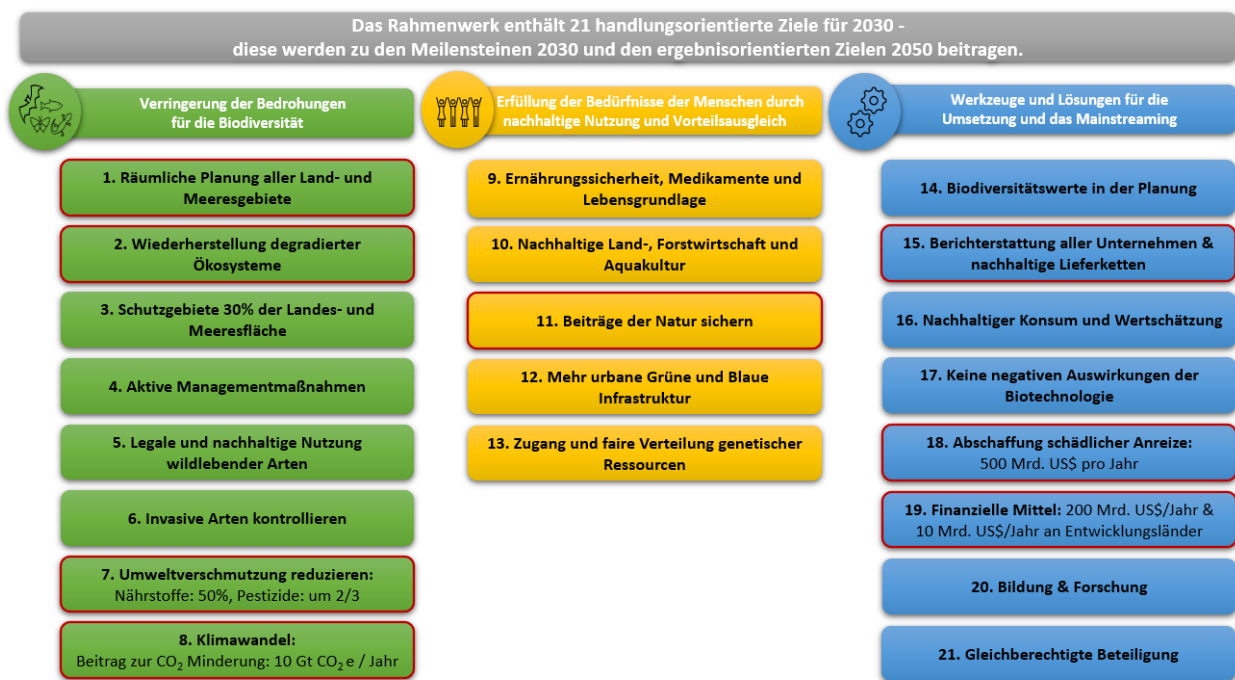 Das Rahmenwerk enthält 21 handlungsorientierte Ziele für 2030 -
diese werden zu den Meilensteinen 2030 und den ergebnisorientierten Zielen 2050 beitragen.
Verringerung der Bedrohungen
für die Biodiversität
1. Räumliche Planung aller Land- und
Meeresgebiete
2. Wiederherstellung degradierter
Ökosysteme
3. Schutzgebiete 30% der Landes- und
Meeresfläche
4. Aktive Managementmaßnahmen
5. Legale und nachhaltige Nutzung
wildlebender Arten
6. Invasive Arten kontrollieren
7. Umweltverschmutzung reduzieren:
Nährstoffe: 50%, Pestizide: um 2/3
8. Klimawandel:
Beitrag zur CO₂ Minderung: 10 Gt CO₂ e / Jahr
Erfüllung der Bedürfnisse der Menschen durch
nachhaltige Nutzung und Vorteilsausgleich
9. Ernährungssicherheit, Medikamente und
Lebensgrundlage
10. Nachhaltige Land-, Forstwirtschaft und
Aquakultur
11. Beiträge der Natur sichern
12. Mehr urbane Grüne und Blaue
Infrastruktur
13. Zugang und faire Verteilung genetischer
Ressourcen
Werkzeuge und Lösungen für die
Umsetzung und das Mainstreaming
14. Biodiversitätswerte in der Planung
15. Berichterstattung aller Unternehmen &
nachhaltige Lieferketten
16. Nachhaltiger Konsum und Wertschätzung
17. Keine negativen Auswirkungen der
Biotechnologie
18. Abschaffung schädlicher Anreize:
500 Mrd. US$ pro Jahr
19. Finanzielle Mittel: 200 Mrd. US$/Jahr &
10 Mrd. US$/Jahr an Entwicklungsländer
20. Bildung & Forschung
21. Gleichberechtigte Beteiligung